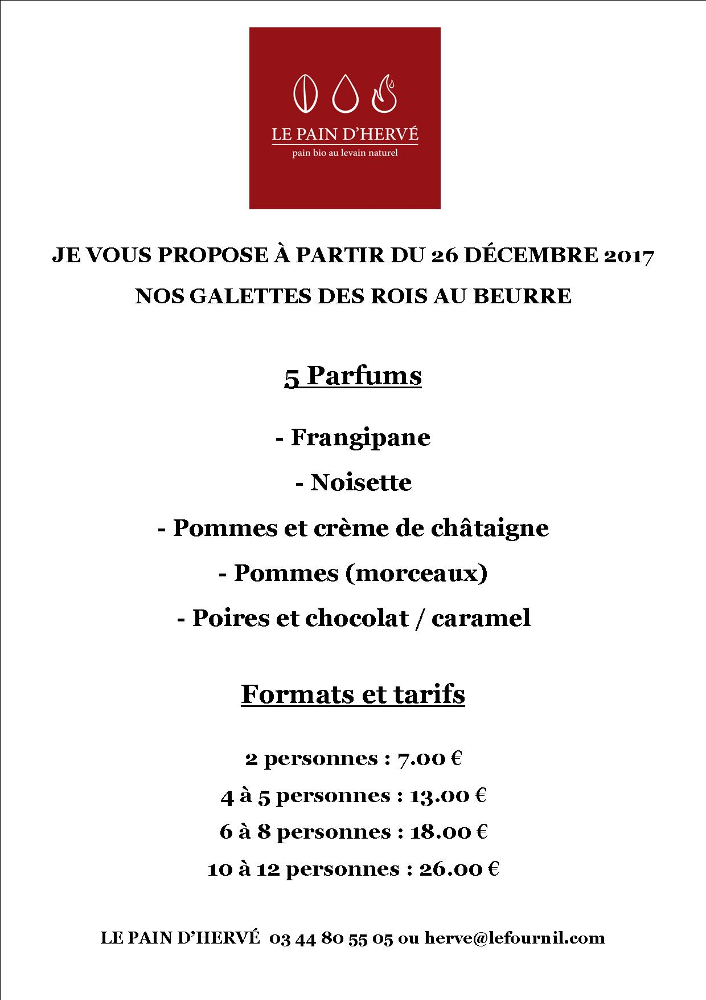 LE PAIN D’HERVÉ
pain bio au levain naturel
JE VOUS PROPOSE À PARTIR DU 26 DÉCEMBRE 2017
NOS GALETTES DES ROIS AU BEURRE
5 Parfums
- Frangipane
- Noisette
- Pommes et crème de châtaigne
- Pommes (morceaux)
- Poires et chocolat / caramel
Formats et tarifs
2 personnes : 7.00 €
4 à 5 personnes : 13.00 €
6 à 8 personnes : 18.00 €
10 à 12 personnes : 26.00 €
LE PAIN D’HERVÉ 03 44 80 55 05 ou herve@lefournil.com